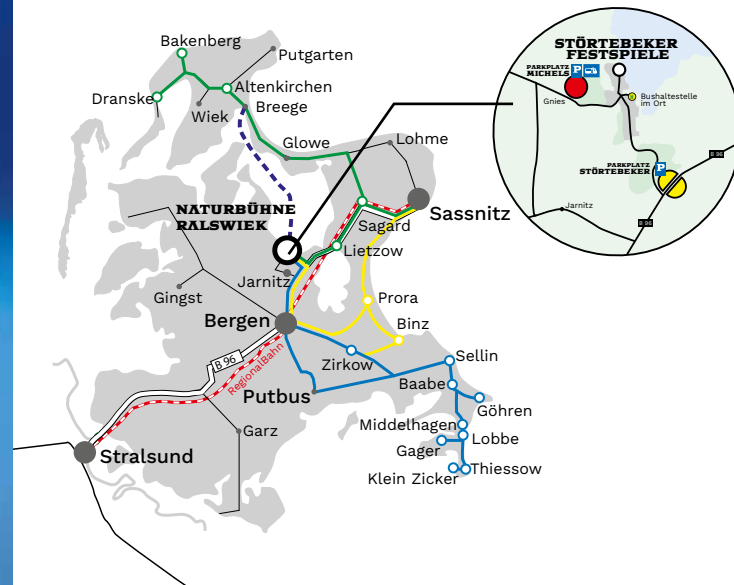 Bakenberg
Putgarten
Dranske
Altenkirchen
Wiek
Breege
Glowe
Lohme
NATURBÜHNE
RALSWIEK
Sassnitz
Sagard
Lietzow
Jarnitz
Gingst
Prora
Bergen
Binz
B 96
RegionalBahn
Zirkow
Sellin
Putbus
Baabe
Göhren
Garz
Middelhagen
Lobbe
Gager
Stralsund
Klein Zicker
Thiessow
STÖRTEBEKER
FESTSPIELE
PARKPLATZ
MICHELS
P
Gnies
Bushaltestelle
im Ort
PARKPLATZ
STÖRTEBEKER
P
B 96
Jarnitz
B 96